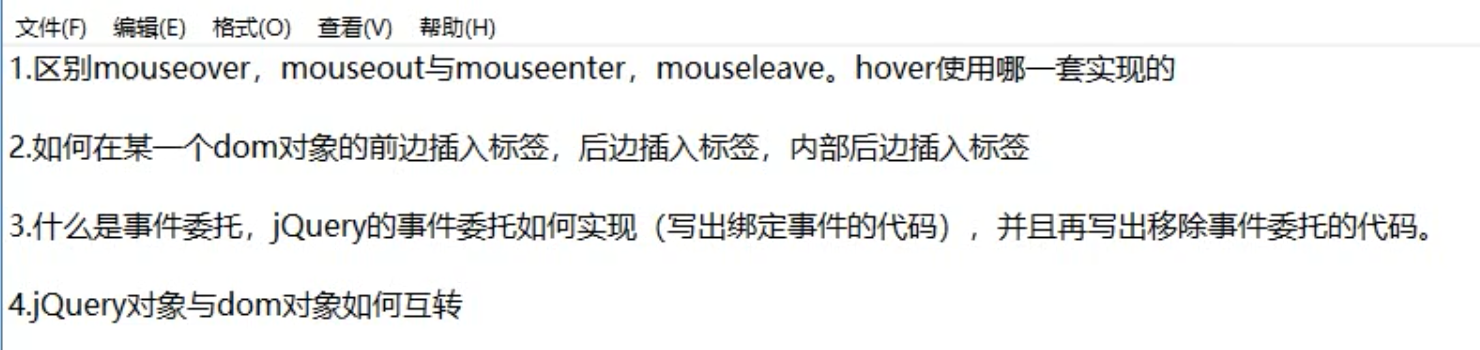 文件(F) 编辑(E) 格式(O) 查看(V) 帮助(H)
1.区别mouseover，mouseout与mouseenter，mouseleave。hover使用哪一套实现的
2.如何在某一个dom对象的前边插入标签，后边插入标签，内部后边插入标签
3.什么是事件委托，jQuery的事件委托如何实现（写出绑定事件的代码），并且再写出移除事件委托的代码。
4.jQuery对象与dom对象如何互转